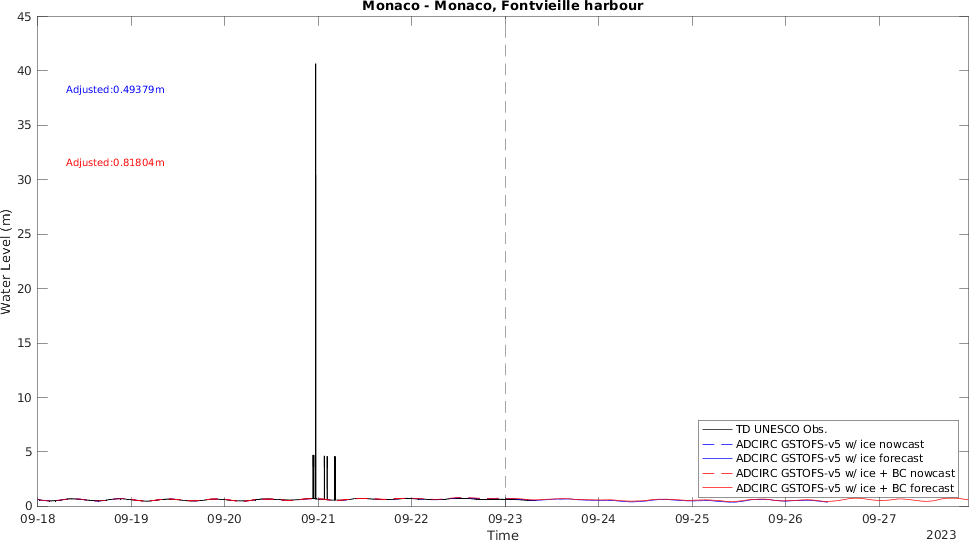 Monaco - Monaco, Fontvieille harbour
45
40
35
30
25
20
15
10
5
0
Water Level (m)
Adjusted:0.49379m
Adjusted:0.81804m
TD UNESCO Obs.
ADCIRC GSTOFS-v5 w/ ice nowcast
ADCIRC GSTOFS-v5 w/ ice forecast
ADCIRC GSTOFS-v5 w/ ice + BC nowcast
ADCIRC GSTOFS-v5 w/ ice + BC forecast
09-18 09-19 09-20 09-21 09-22 09-23 09-24 09-25 09-26 09-27
Time
2023